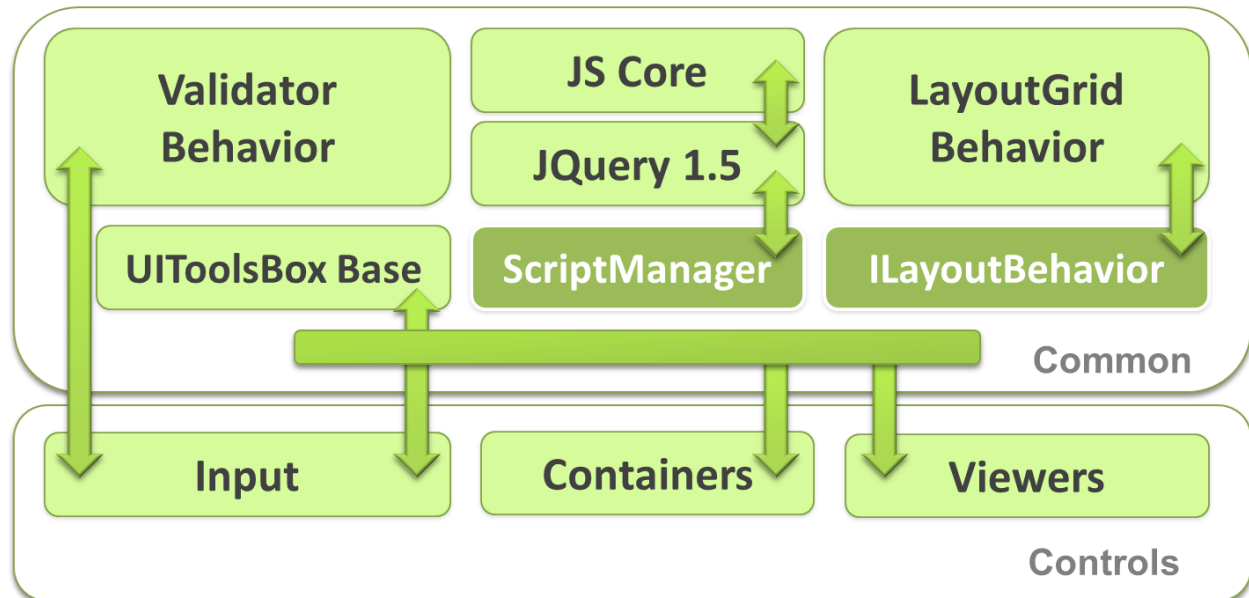 Validator
Behavior
JS Core
JQuery 1.5
LayoutGrid
Behavior
UIToolsBox Base
ScriptManager
ILayoutBehavior
Common
Input
Containers
Viewers
Controls